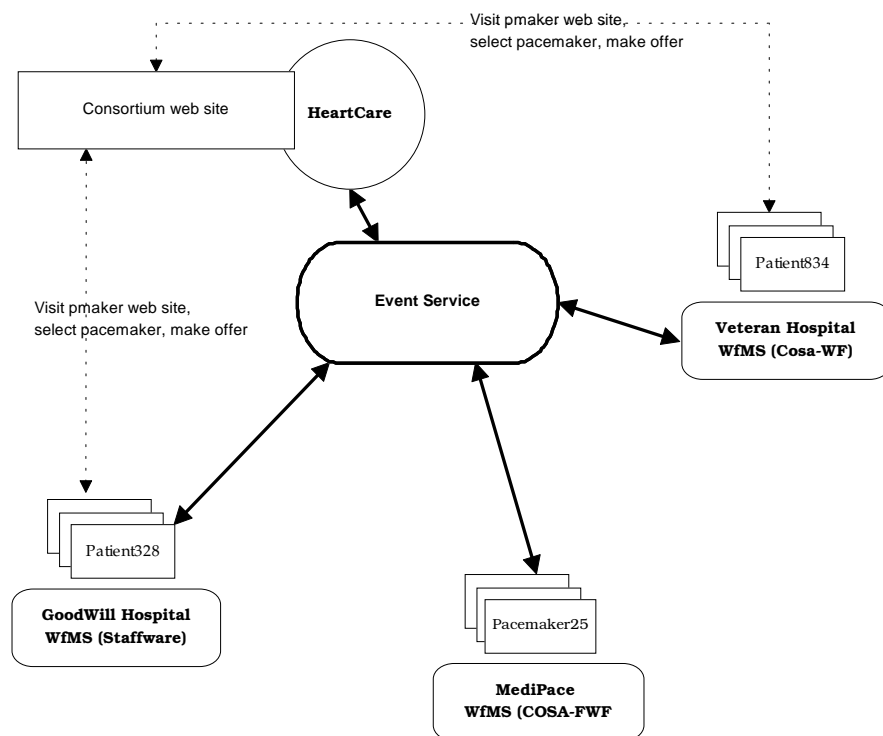 Visit pmaker web site,
select pacemaker, make offer
Consortium web site
HeartCare
Patient834
Event Service
Visit pmaker web site,
select pacemaker, make offer
Veteran Hospital
WfMS (Cosa-WF)
Patient328
GoodWill Hospital
WfMS (Staffware)
Pacemaker25
MediPace
WfMS (COSA-FWF